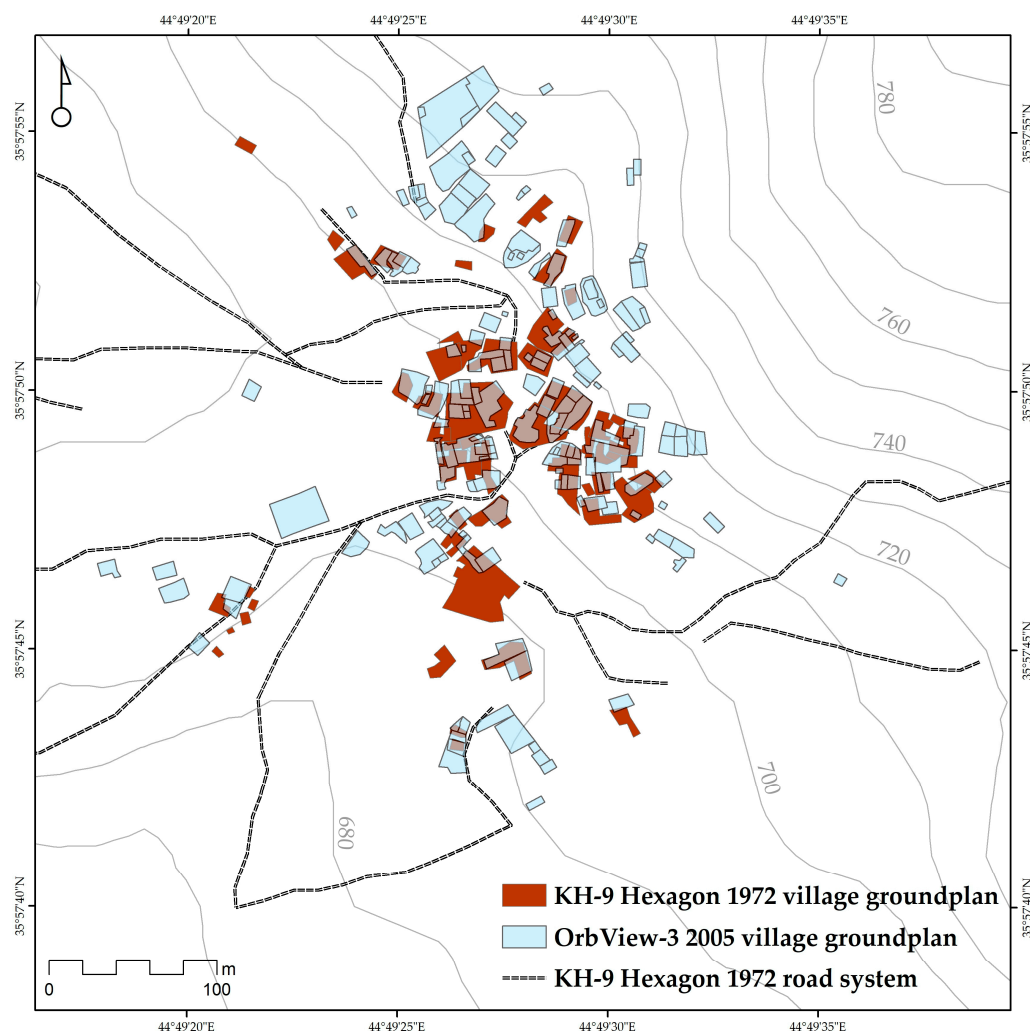 44°49'20"E 44°49'25"E 44°49'30"E 44°49'35"E
35°57'55"N 35°57'55"N
780
760
35°57'50"N 35°57'50"N
740
720
35°57'45"N 35°57'45"N
700
680
KH-9 Hexagon 1972 village groundplan
35°57'40"N 35°57'40"N
OrbView-3 2005 village groundplan
m
KH-9 Hexagon 1972 road system
0 100
44°49'20"E 44°49'25"E 44°49'30"E 44°49'35"E